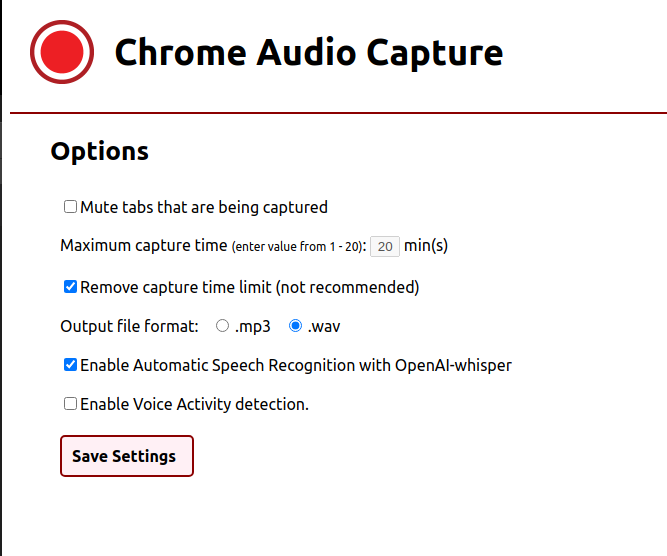 Chrome Audio Capture
Options
Mute tabs that are being captured
Maximum capture time (enter value from 1 - 20): 20 min(s)
Remove capture time limit (not recommended)
Output file format: .mp3 .wav
Enable Automatic Speech Recognition with OpenAI-whisper
Enable Voice Activity detection.
Save Settings